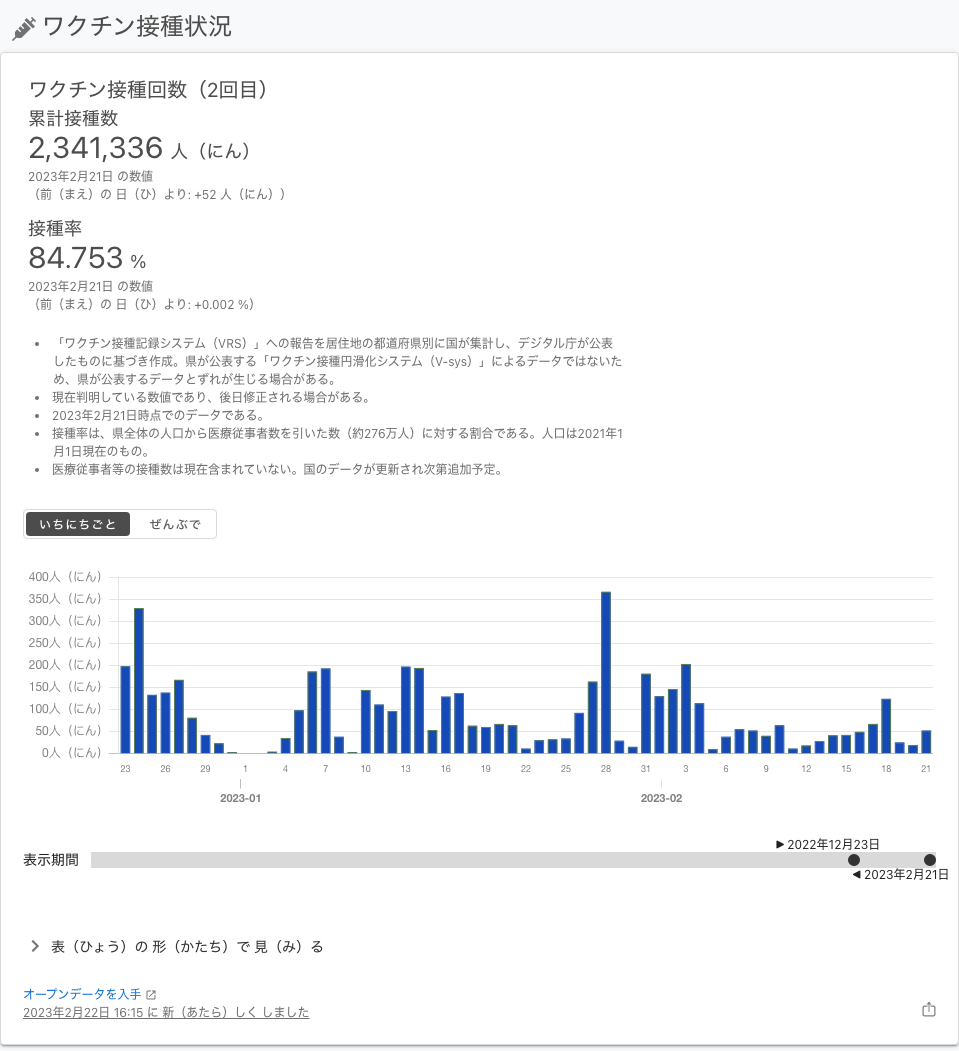 ワクチン接種状況
ワクチン接種回数（2回目）
累計接種数
2,341,336 人（にん）
2023年2月21日 の数値
（前（まえ）の 日（ひ）より: +52 人（にん））
接種率
84.753 %
2023年2月21日 の数値
（前（まえ）の 日（ひ）より: +0.002 %）
• 「ワクチン接種記録システム（VRS）」への報告を居住地の都道府県別に国が集計し、デジタル庁が公表
したものに基づき作成。県が公表する「ワクチン接種円滑化システム（V-sys）」によるデータではないた
め、県が公表するデータとずれが生じる場合がある。
• 現在判明している数値であり、後日修正される場合がある。
• 2023年2月21日時点でのデータである。
• 接種率は、県全体の人口から医療従事者数を引いた数（約276万人）に対する割合である。人口は2021年1
月1日現在のもの。
• 医療従事者等の接種数は現在含まれていない。国のデータが更新され次第追加予定。
いちにちごと ぜんぶで
400人（にん）
350人（にん）
300人（にん）
250人（にん）
200人（にん）
150人（にん）
100人（にん）
50人（にん）
0人（にん）
23 26 29 1 4 7 10 13 16 19 22 25 28 31 3 6 9 12 15 18 21
2023-01 2023-02
▶ 2022年12月23日
表示期間
◀ 2023年2月21日
表（ひょう）の 形（かたち）で 見（み）る
オープンデータを入手
2023年2月22日 16:15 に 新（あたら）しく しました